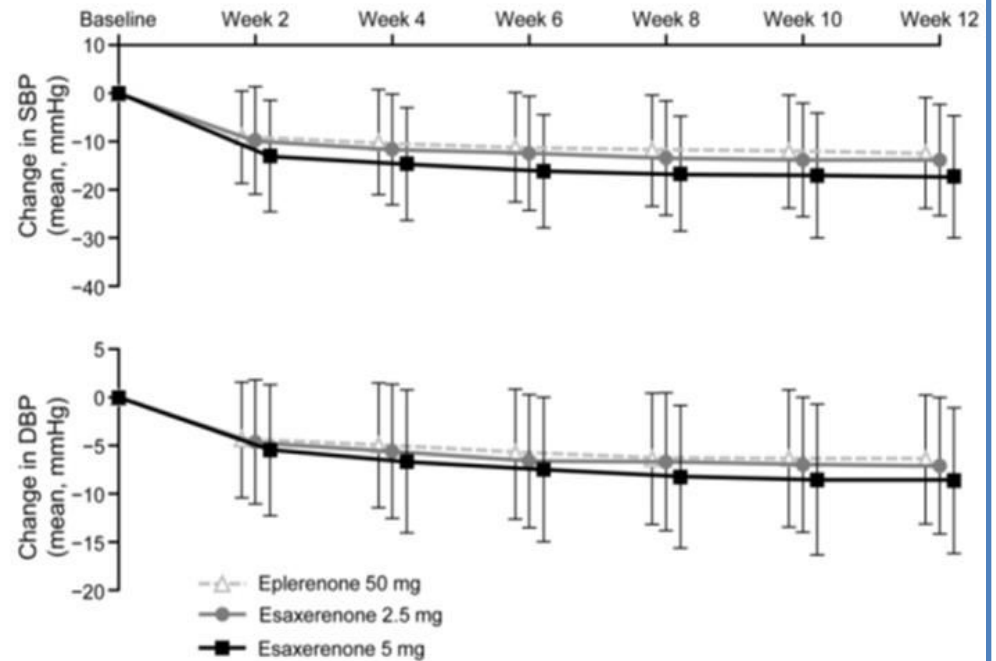 Baseline Week 2 Week 4 Week 6 Week 8 Week 10 Week 12
10
0
−10
−20
−30
−40
Change in SBP
(mean, mmHg)
5
0
−5
−10
−15
−20
Change in DBP
(mean, mmHg)
Eplerenone 50 mg
Esaxerenone 2.5 mg
Esaxerenone 5 mg